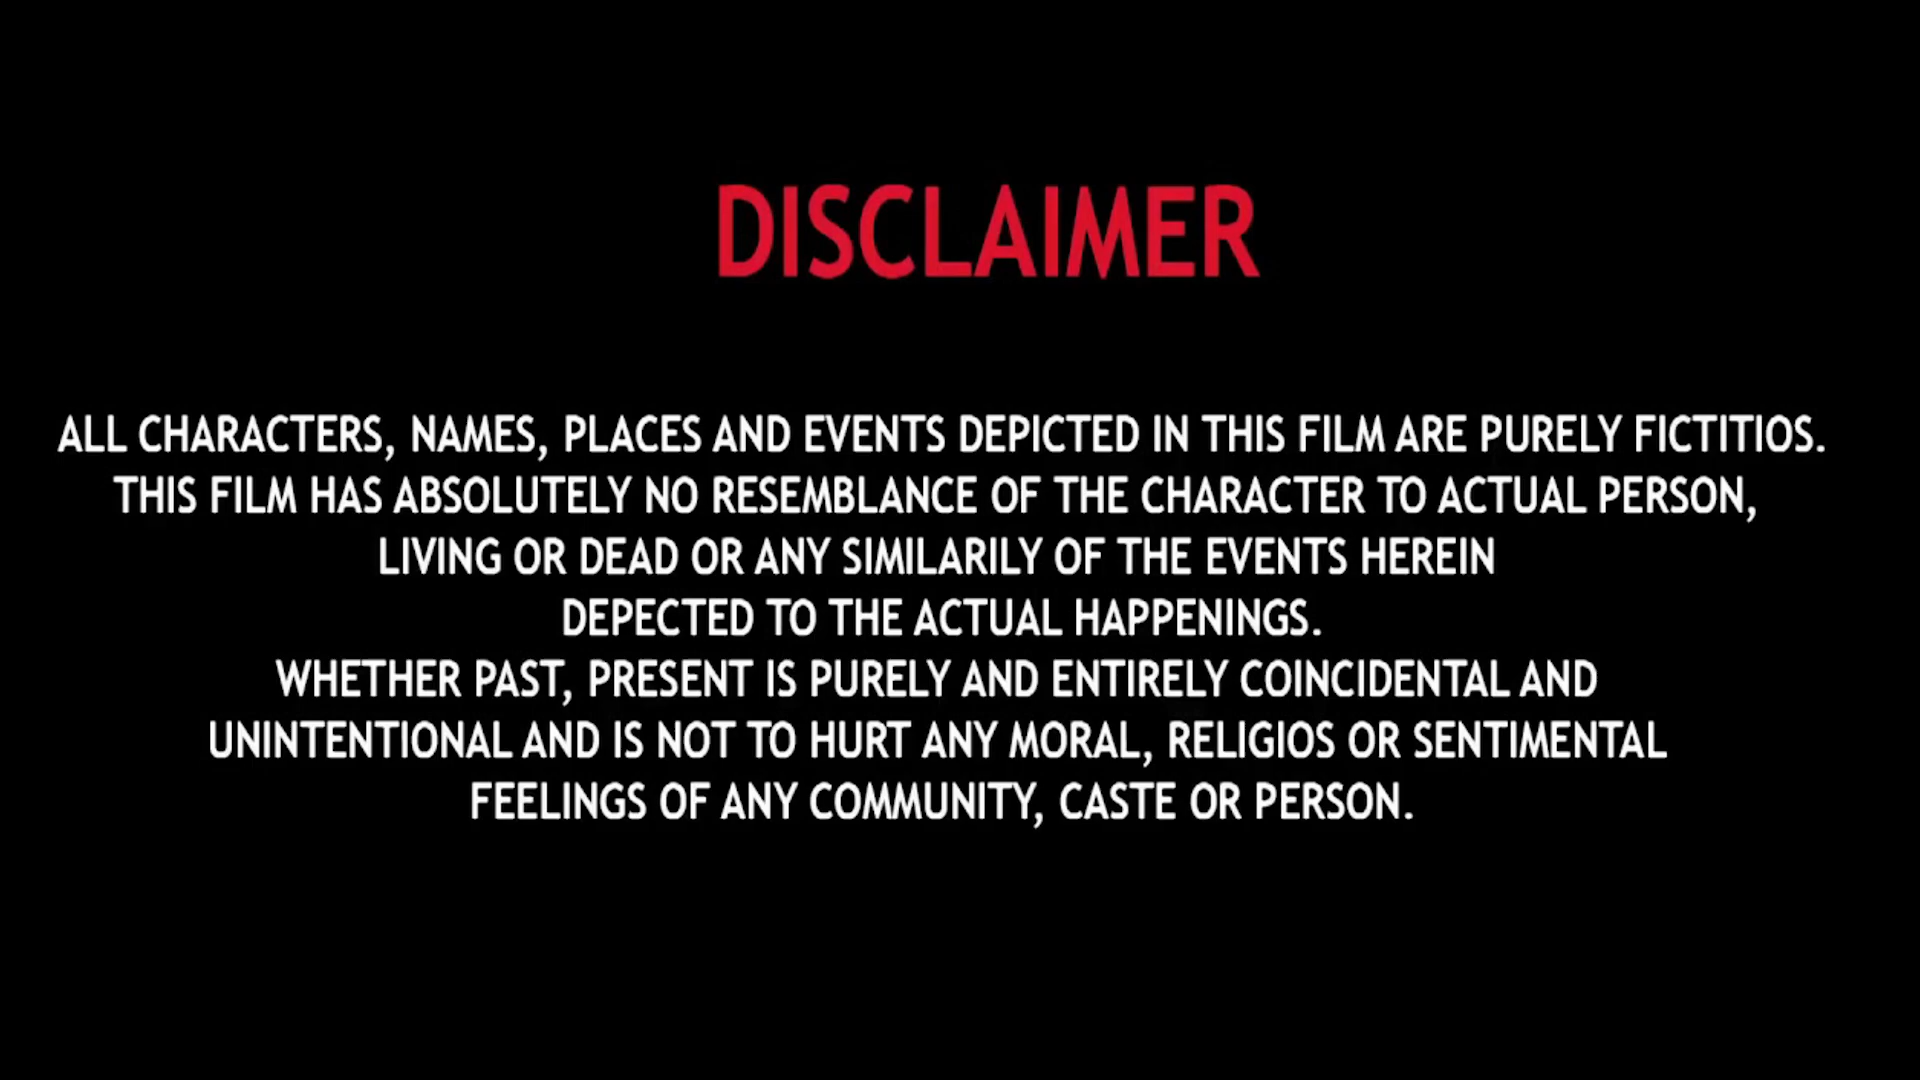 DISCLAIMER
ALL CHARACTERS, NAMES, PLACES AND EVENTS DEPICTED IN THIS FILM ARE PURELY FICTITIOS.
THIS FILM HAS ABSOLUTELY NO RESEMBLANCE OF THE CHARACTER TO ACTUAL PERSON,
LIVING OR DEAD OR ANY SIMILARILY OF THE EVENTS HEREIN
DEPECTED TO THE ACTUAL HAPPENINGS.
WHETHER PAST, PRESENT IS PURELY AND ENTIRELY COINCIDENTAL AND
UNINTENTIONAL AND IS NOT TO HURT ANY MORAL, RELIGIOS OR SENTIMENTAL
FEELINGS OF ANY COMMUNITY, CASTE OR PERSON.